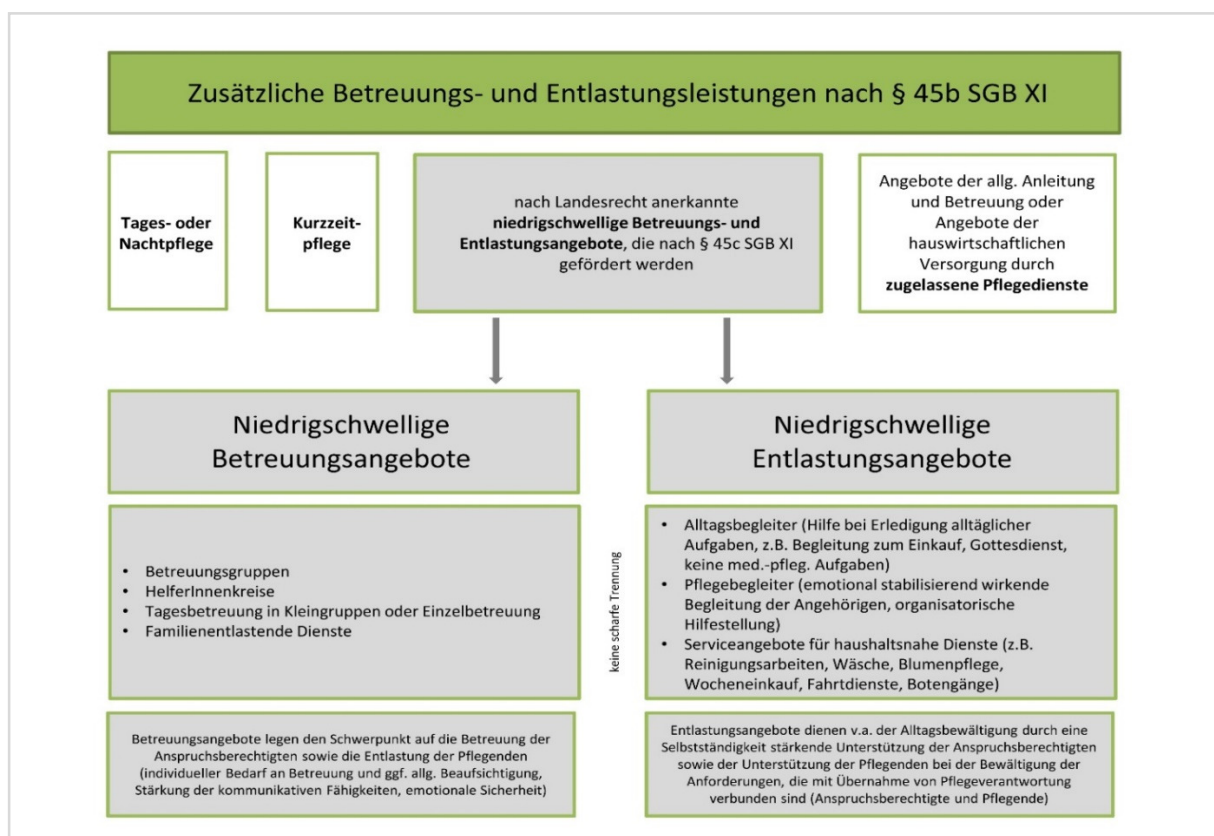 Zusätzliche Betreuungs- und Entlastungsleistungen nach § 45b SGB XI
Tages- oder
Nachtpflege
Kurzzeit-
pflege
nach Landesrecht anerkannte
niedrigschwellige Betreuungs- und
Entlastungsangebote, die nach § 45c SGB XI
gefördert werden
Angebote der allg. Anleitung
und Betreuung oder
Angebote der
hauswirtschaftlichen
Versorgung durch
zugelassene Pflegedienste
Niedrigschwellige
Betreuungsangebote
• Betreuungsgruppen
• HelferInnenkreise
• Tagesbetreuung in Kleingruppen oder Einzelbetreuung
• Familienentlastende Dienste
Betreuungsangebote legen den Schwerpunkt auf die Betreuung der
Anspruchsberechtigten sowie die Entlastung der Pflegenden
(individueller Bedarf an Betreuung und ggf. allg. Beaufsichtigung,
Stärkung der kommunikativen Fähigkeiten, emotionale Sicherheit)
keine scharfe Trennung
Niedrigschwellige
Entlastungsangebote
• Alltagsbegleiter (Hilfe bei Erledigung alltäglicher
Aufgaben, z.B. Begleitung zum Einkauf, Gottesdienst,
keine med.-pfleg. Aufgaben)
• Pflegebegleiter (emotional stabilisierend wirkende
Begleitung der Angehörigen, organisatorische
Hilfestellung)
• Serviceangebote für haushaltsnahe Dienste (z.B.
Reinigungsarbeiten, Wäsche, Blumenpflege,
Wocheneinkauf, Fahrtdienste, Botengänge)
Entlastungsangebote dienen v.a. der Alltagsbewältigung durch eine
Selbstständigkeit stärkende Unterstützung der Anspruchsberechtigten
sowie der Unterstützung der Pflegenden bei der Bewältigung der
Anforderungen, die mit Übernahme von Pflegeverantwortung
verbunden sind (Anspruchsberechtigte und Pflegende)